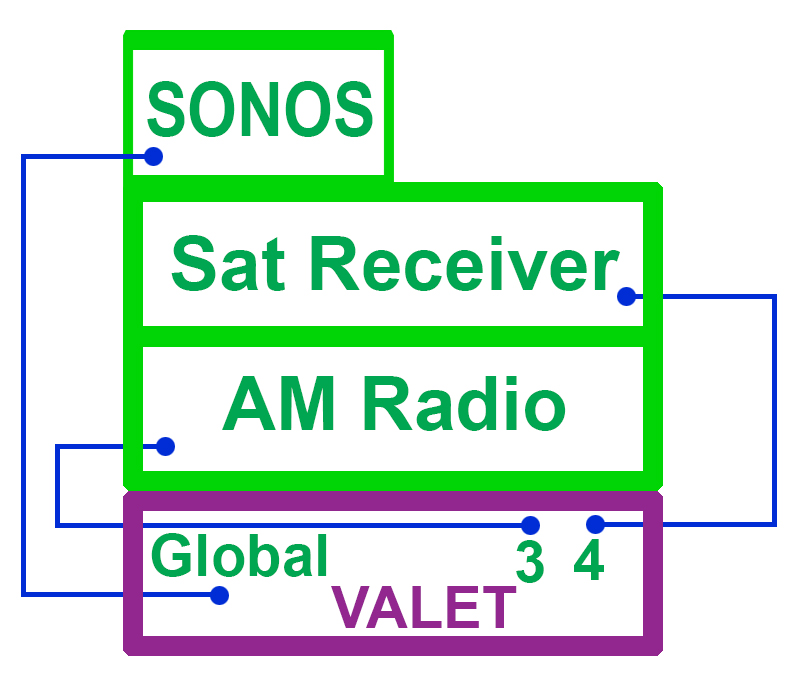 SONOS
Sat Receiver
AM Radio
Global 3 4
VALET